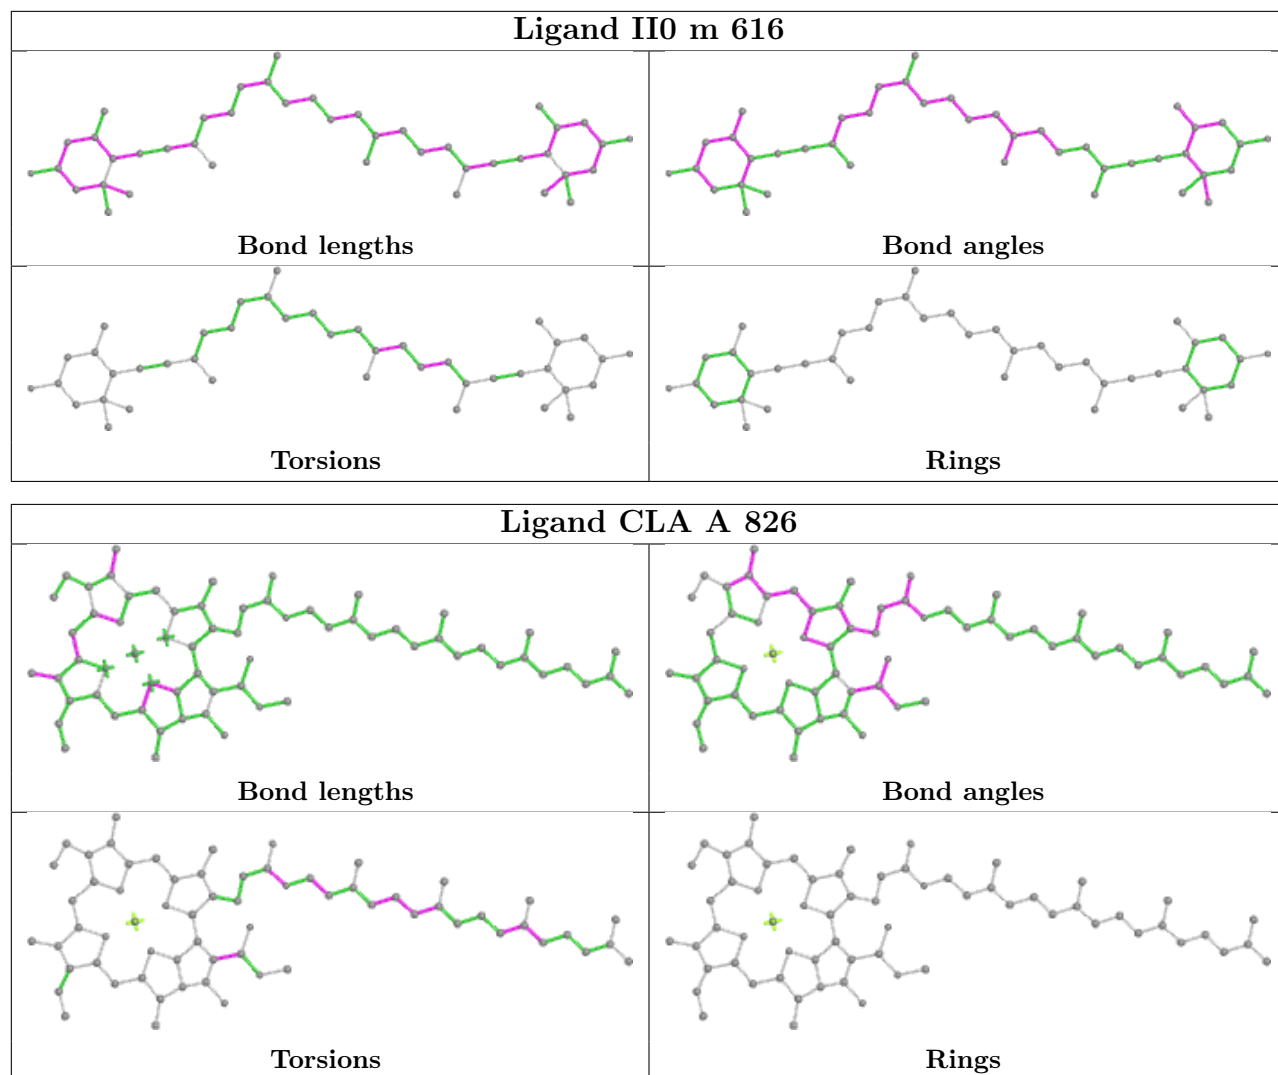 Ligand II0 m 616
Bond lengths
Bond angles
Torsions
Rings
Ligand CLA A 826
Bond lengths
Bond angles
Torsions
Rings